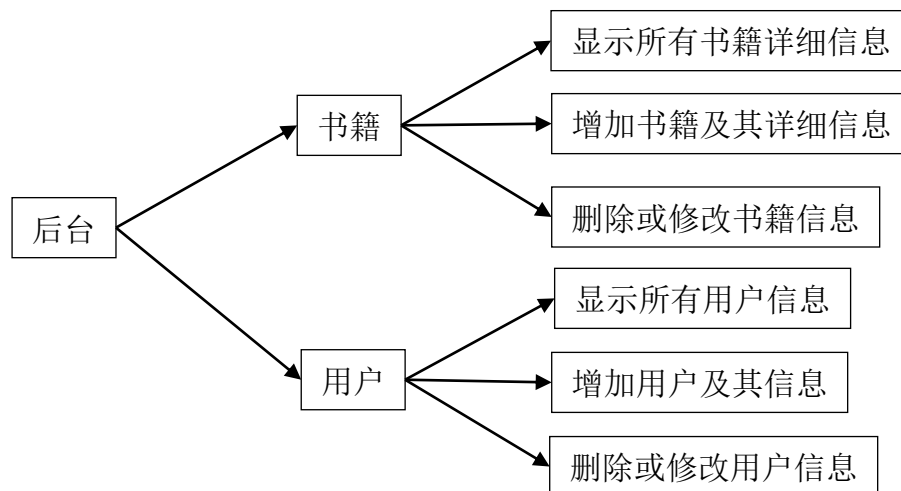 显示所有书籍详细信息
书籍
增加书籍及其详细信息
删除或修改书籍信息
后台
显示所有用户信息
用户
增加用户及其信息
删除或修改用户信息